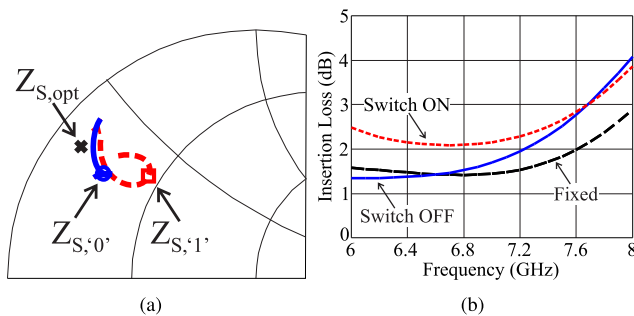 Z_S,opt
Z_S,‘0’
Z_S,‘1’
(a)
Insertion Loss (dB)
5
4
3
2
1
0
Switch ON
Switch OFF
Fixed
6 6.4 6.8 7.2 7.6 8
Frequency (GHz)
(b)